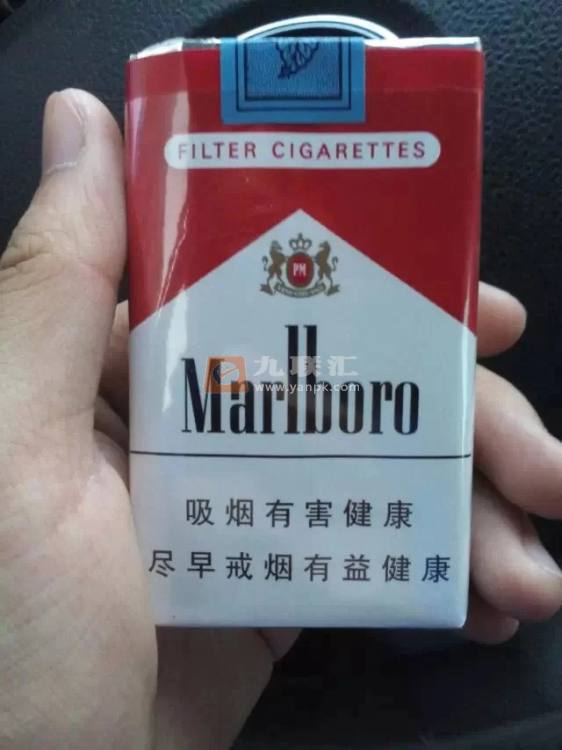 FILTER CIGARETTES
PM
九联汇
www.yanpk.com
Marlboro
吸烟有害健康
尽早戒烟有益健康